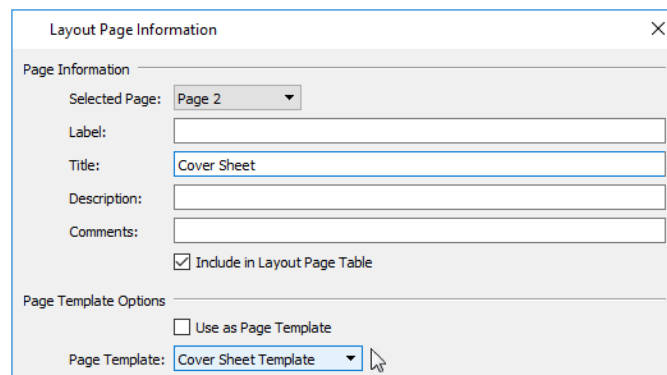 Layout Page Information
Page Information
Selected Page: Page 2
Label:
Title: Cover Sheet
Description:
Comments:
Include in Layout Page Table
Page Template Options
Use as Page Template
Page Template: Cover Sheet Template